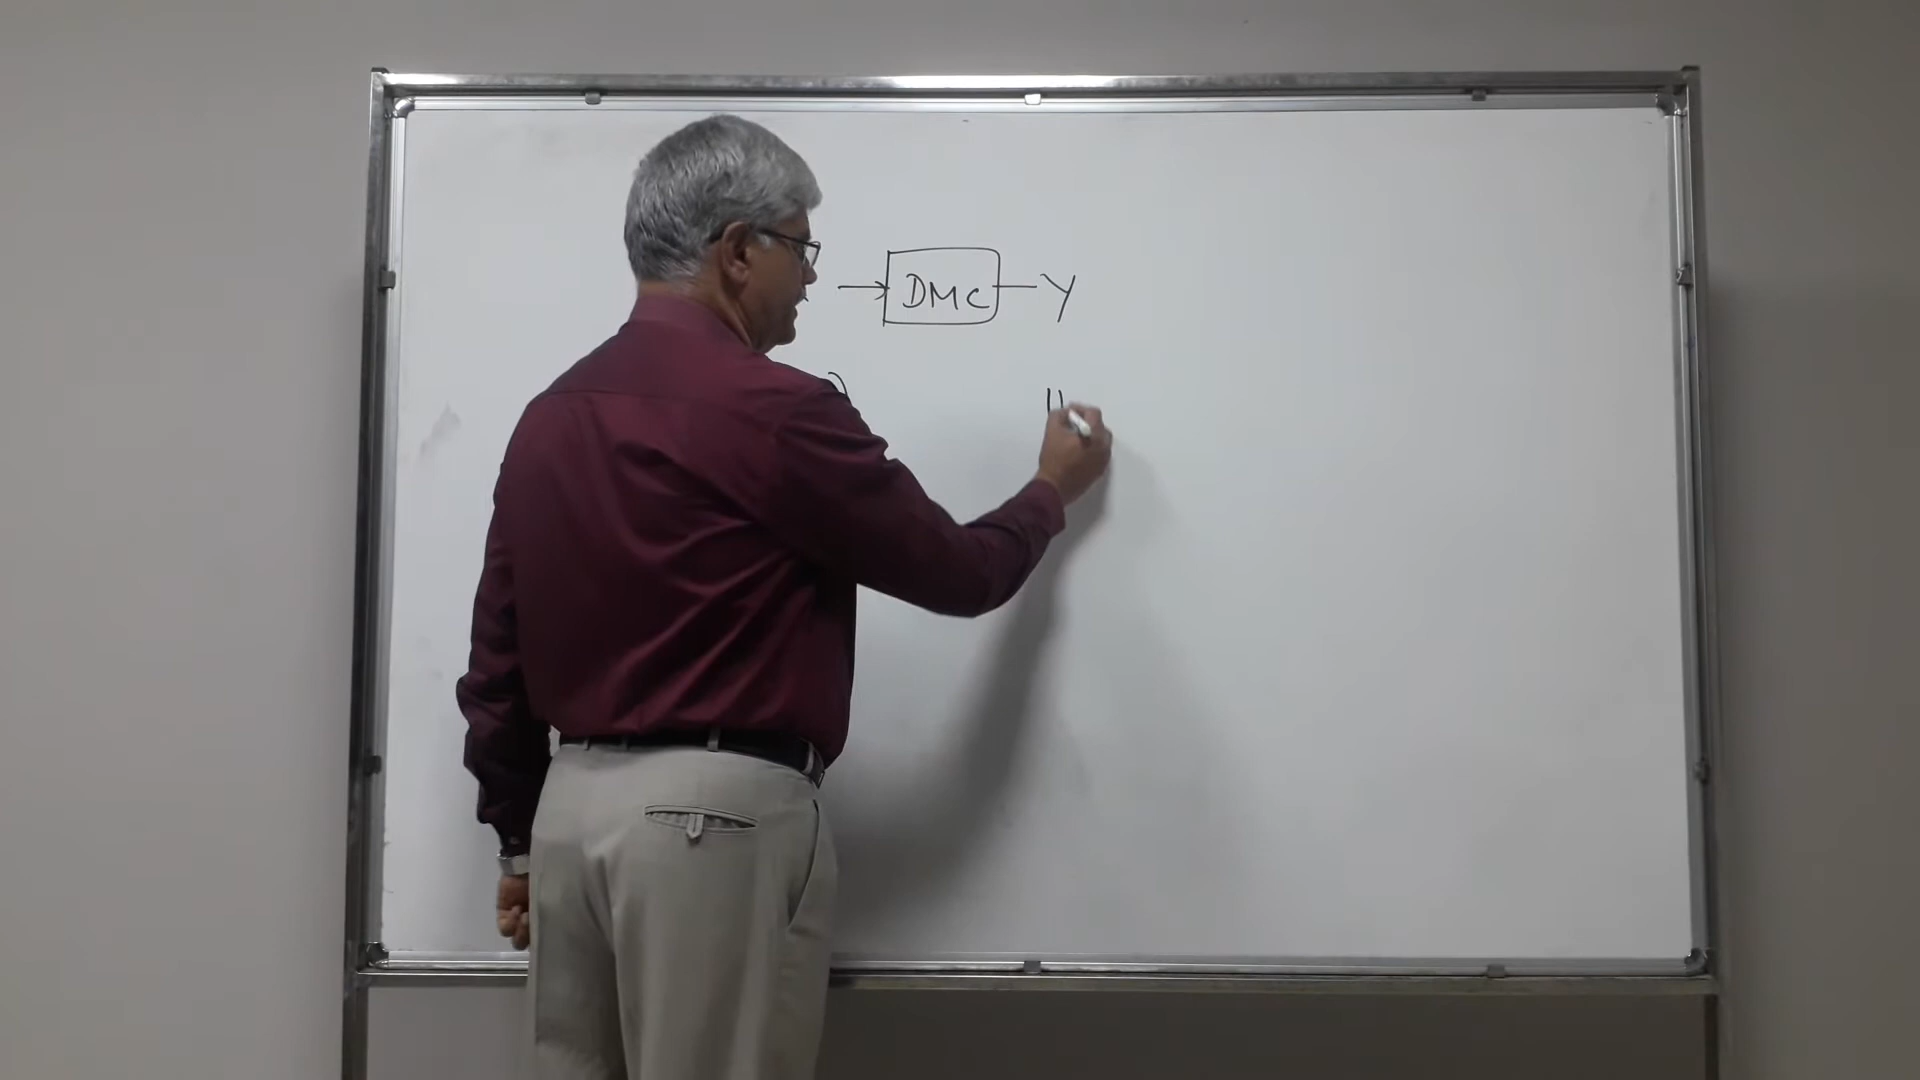 → DMC — Y
)